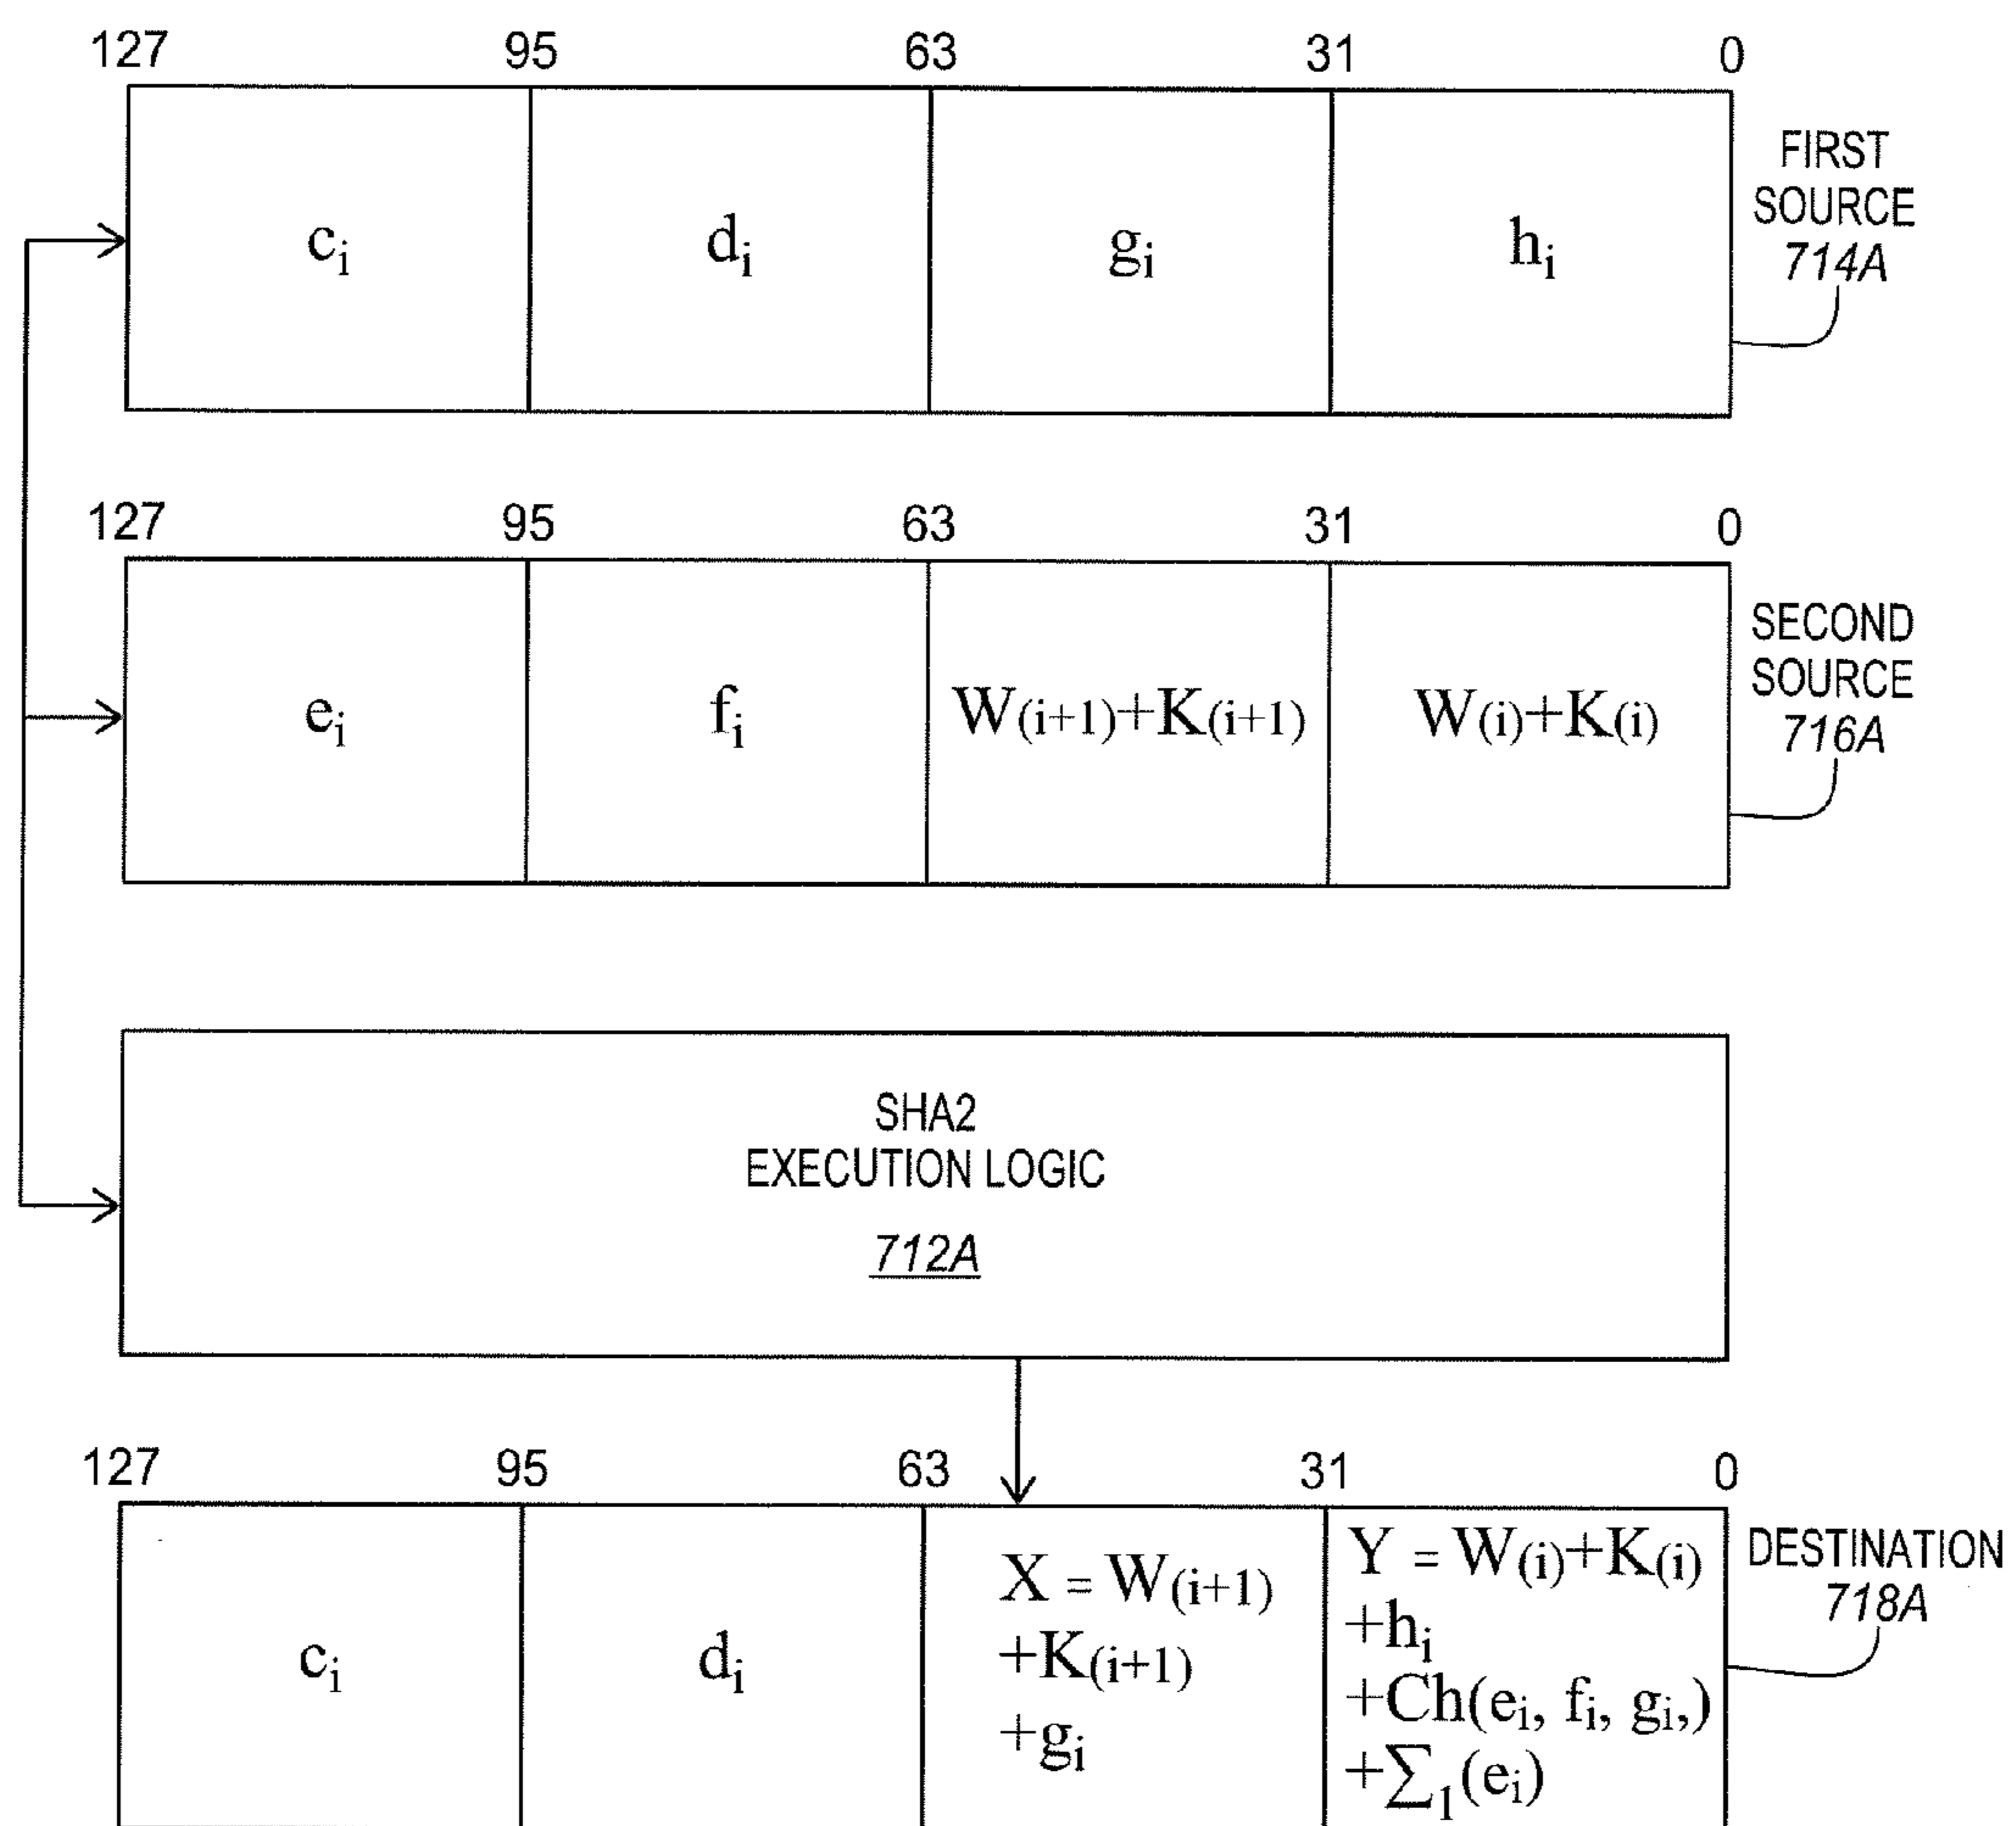 127 95 63 31 0
cᵢ dᵢ gᵢ hᵢ
FIRST
SOURCE
714A
127 95 63 31 0
eᵢ fᵢ W(i+1)+K(i+1) W(i)+K(i)
SECOND
SOURCE
716A
SHA2
EXECUTION LOGIC
712A
127 95 63 31 0
cᵢ dᵢ
X = W(i+1)
+K(i+1)
+gᵢ
Y = W(i)+K(i)
+hᵢ
+Ch(eᵢ, fᵢ, gᵢ,)
+∑₁(eᵢ)
DESTINATION
718A